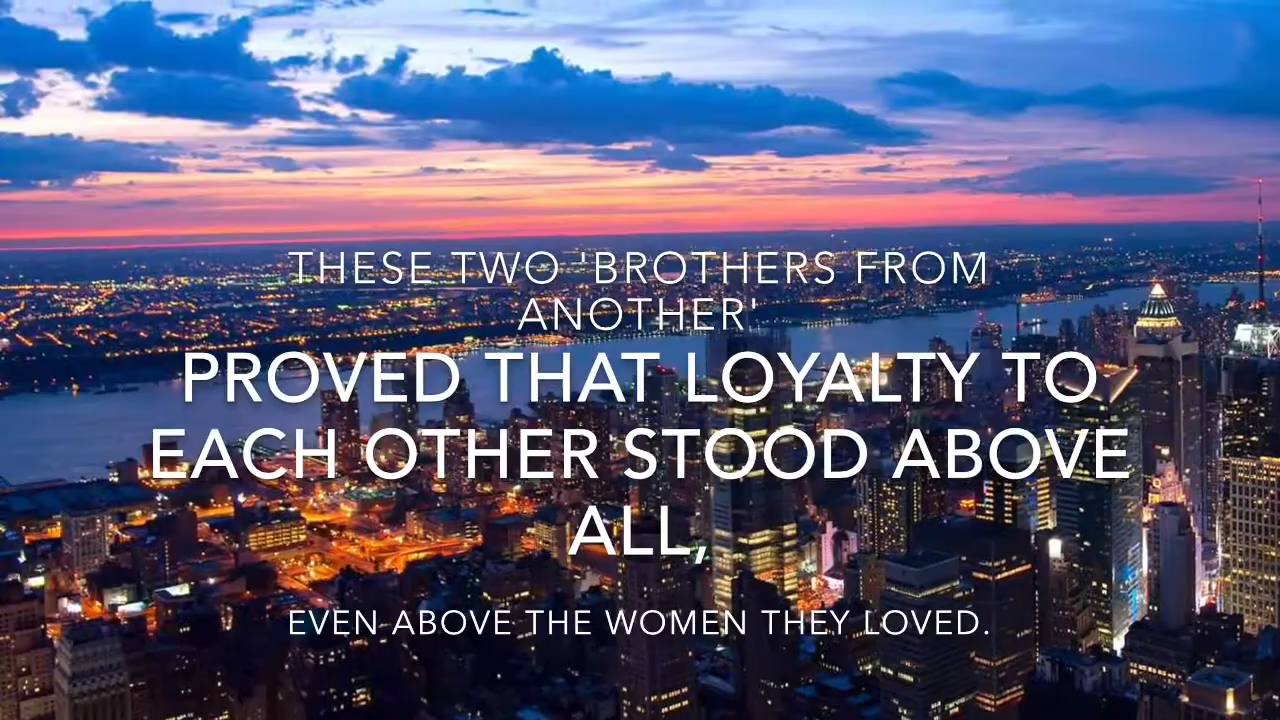 THESE TWO 'BROTHERS FROM
ANOTHER'
PROVED THAT LOYALTY TO
EACH OTHER STOOD ABOVE
ALL,
EVEN ABOVE THE WOMEN THEY LOVED.